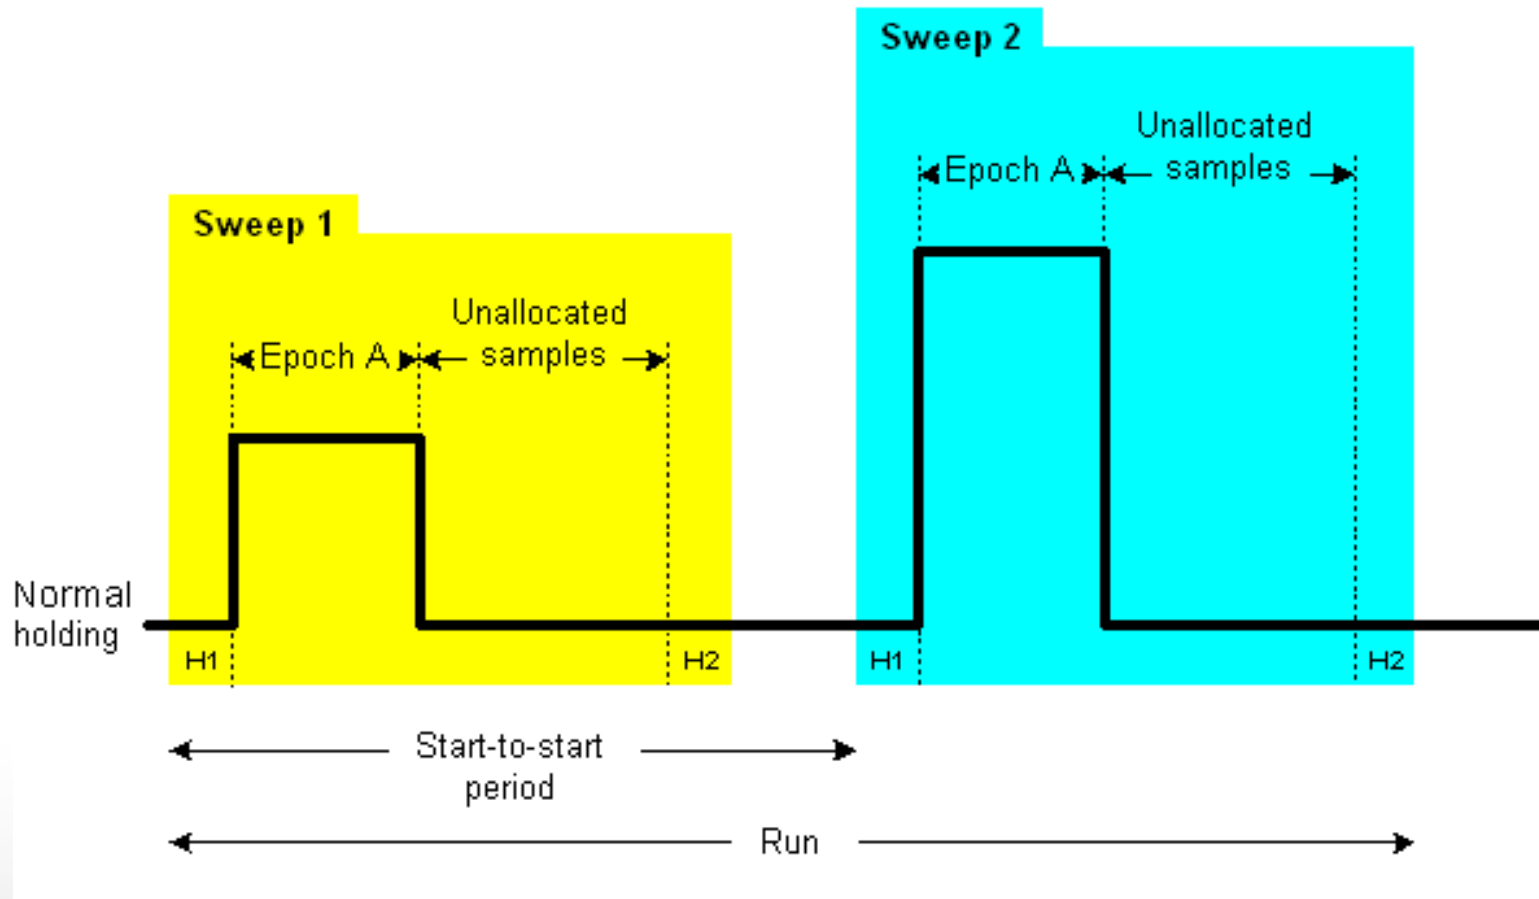 Sweep 2
Unallocated
samples
Epoch A
Sweep 1
Unallocated
samples
Epoch A
Normal
holding
H1
H2
H1
H2
Start-to-start
period
Run